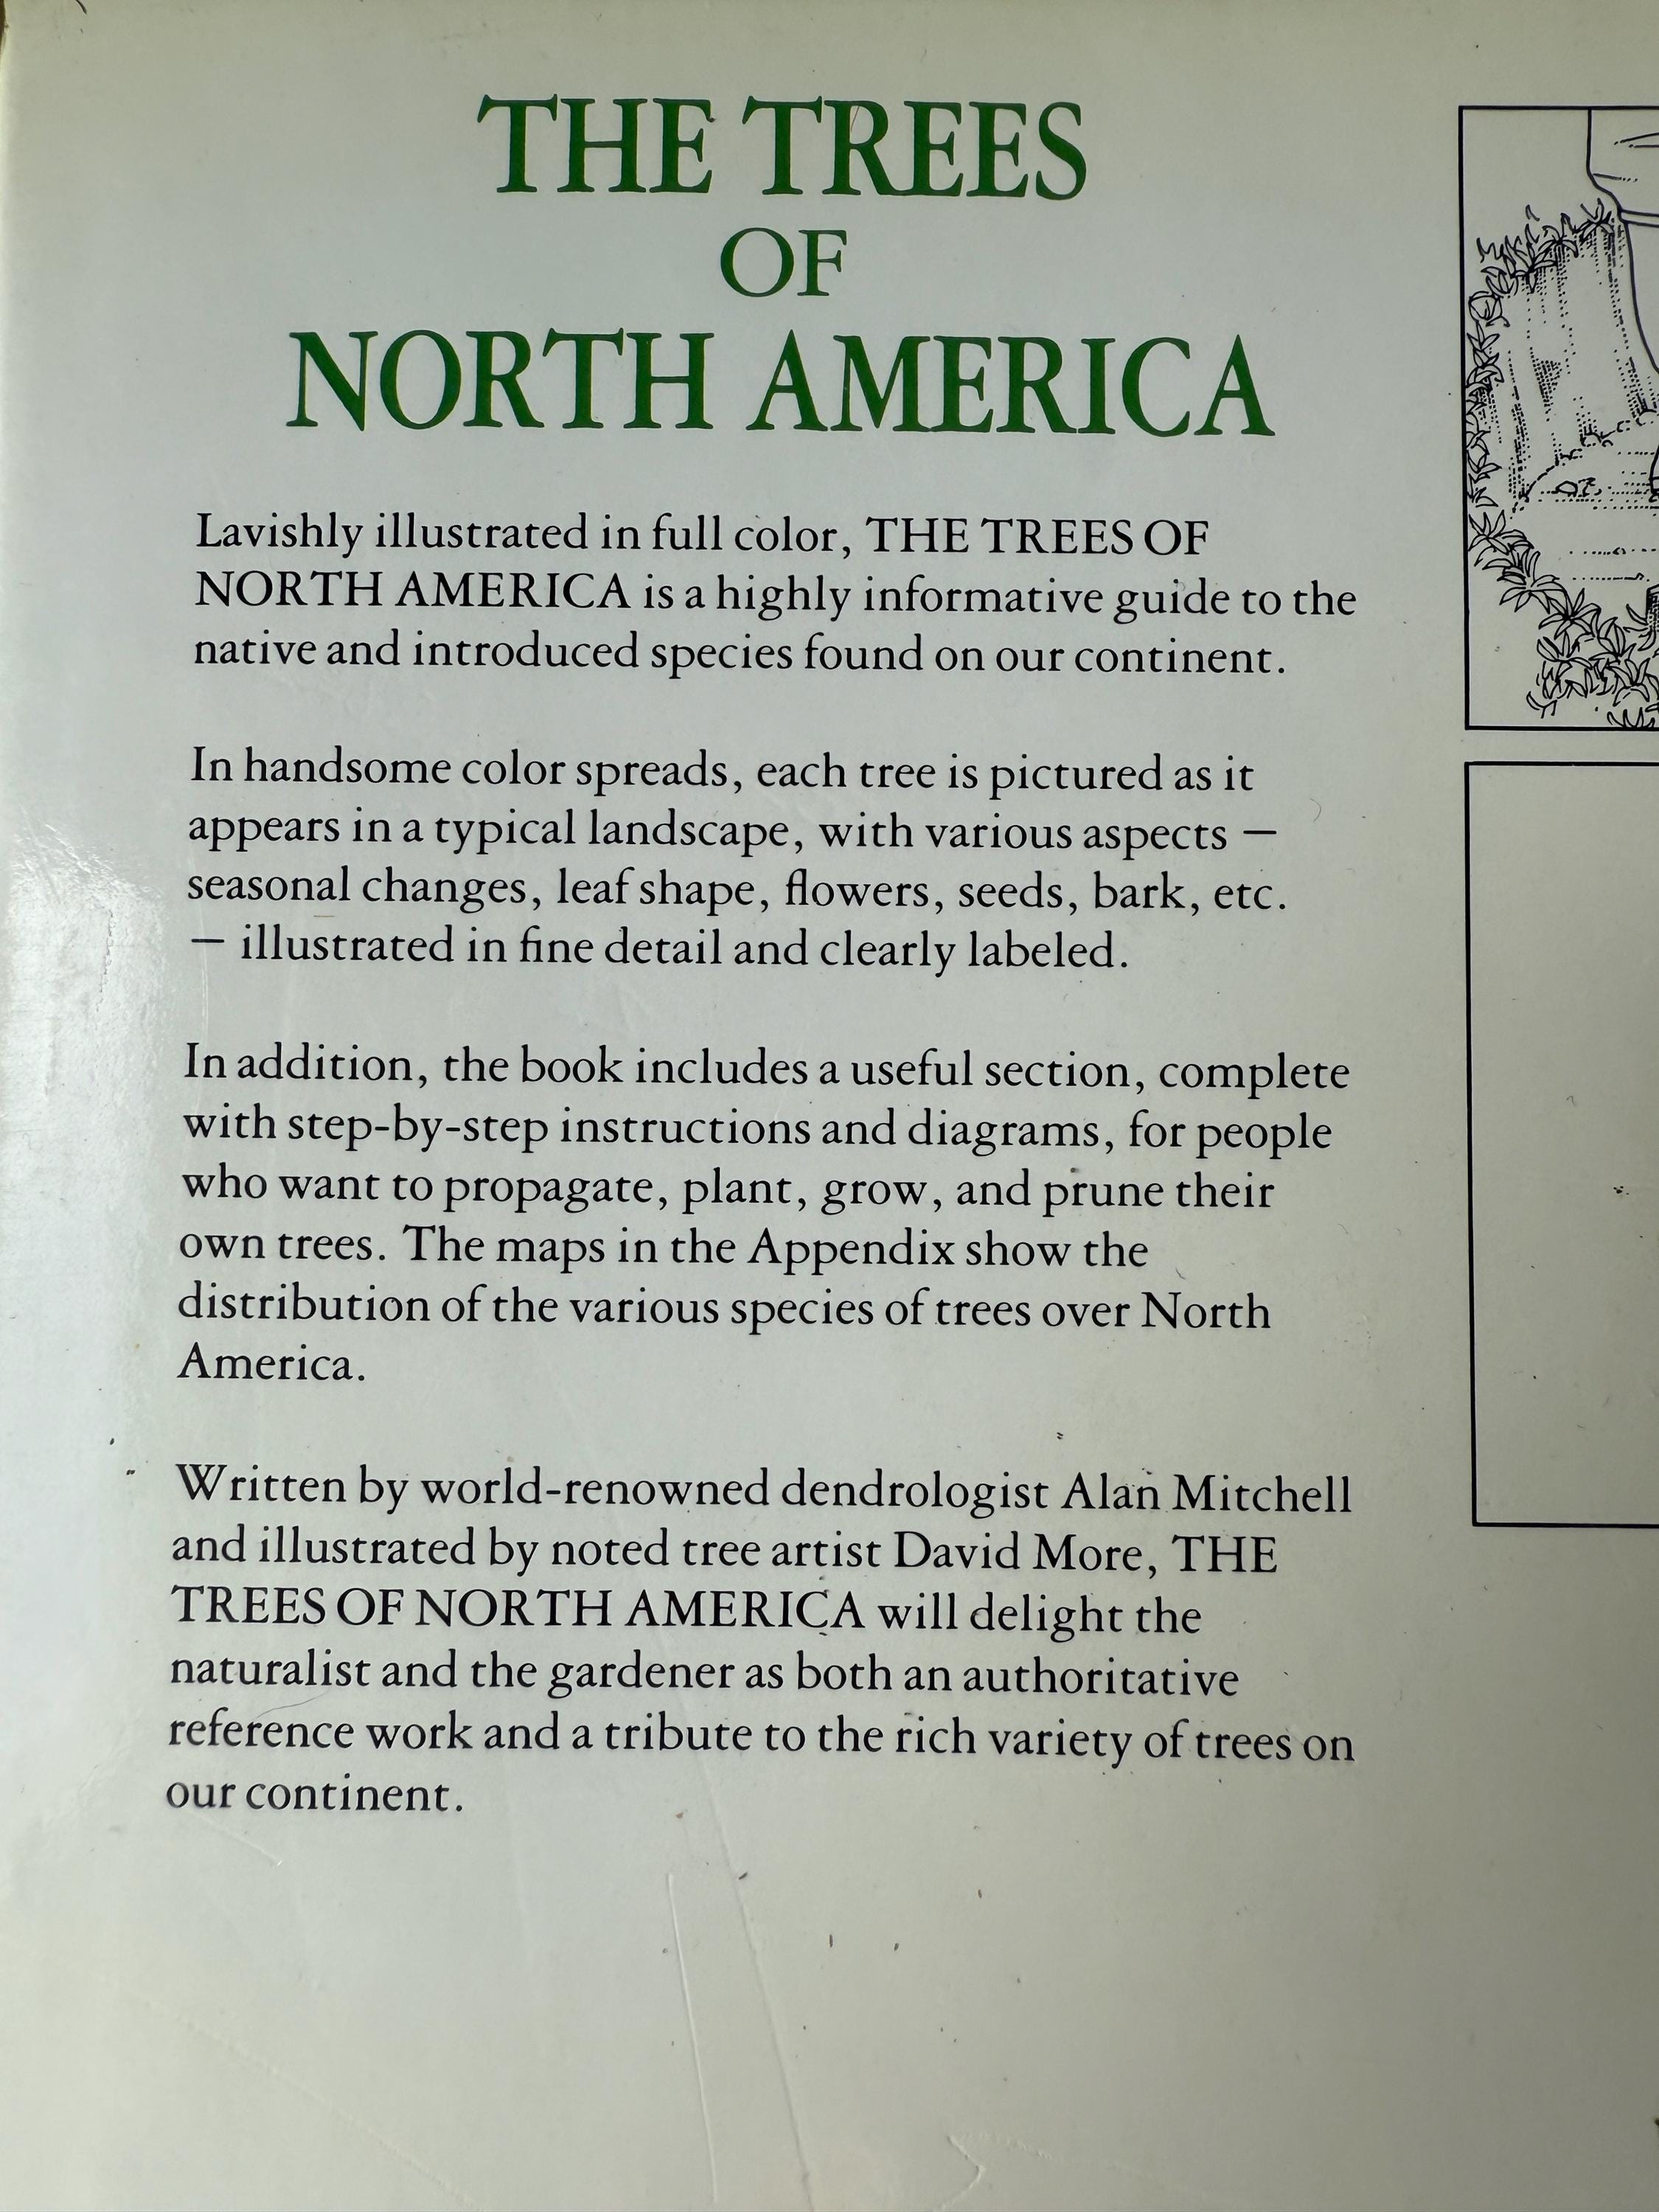 THE TREES
OF
NORTH AMERICA
Lavishly illustrated in full color, THE TREES OF
NORTH AMERICA is a highly informative guide to the
native and introduced species found on our continent.
In handsome color spreads, each tree is pictured as it
appears in a typical landscape, with various aspects —
seasonal changes, leaf shape, flowers, seeds, bark, etc.
— illustrated in fine detail and clearly labeled.
In addition, the book includes a useful section, complete
with step-by-step instructions and diagrams, for people
who want to propagate, plant, grow, and prune their
own trees. The maps in the Appendix show the
distribution of the various species of trees over North
America.
Written by world-renowned dendrologist Alan Mitchell
and illustrated by noted tree artist David More, THE
TREES OF NORTH AMERICA will delight the
naturalist and the gardener as both an authoritative
reference work and a tribute to the rich variety of trees on
our continent.